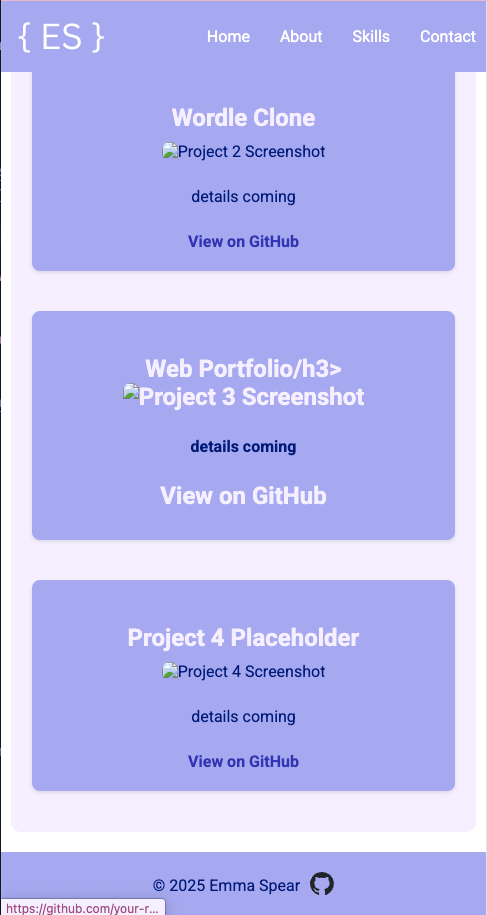 { ES }
Home About Skills Contact
Wordle Clone
Project 2 Screenshot
details coming
View on GitHub
Web Portfolio/h3>
Project 3 Screenshot
details coming
View on GitHub
Project 4 Placeholder
Project 4 Screenshot
details coming
View on GitHub
© 2025 Emma Spear
https://github.com/your-r...